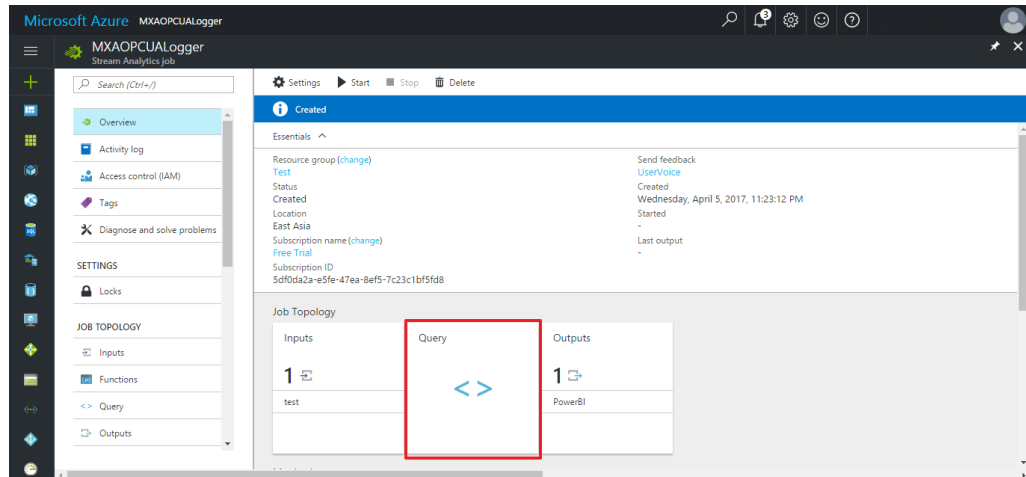 Microsoft Azure MXAOPCUALogger
3
MXAOPCUALogger
Stream Analytics job
Search (Ctrl+/)
Overview
Activity log
Access control (IAM)
Tags
Diagnose and solve problems
SETTINGS
Locks
JOB TOPOLOGY
Inputs
Functions
<> Query
Outputs
Settings Start Stop Delete
Created
Essentials
Resource group (change)
Test
Status
Created
Location
East Asia
Subscription name (change)
Free Trial
Subscription ID
5df0da2a-e5fe-47ea-8ef5-7c23c1bf5fd8
Send feedback
UserVoice
Created
Wednesday, April 5, 2017, 11:23:12 PM
Started
-
Last output
-
Job Topology
Inputs
1
test
Query
< >
Outputs
1
PowerBI